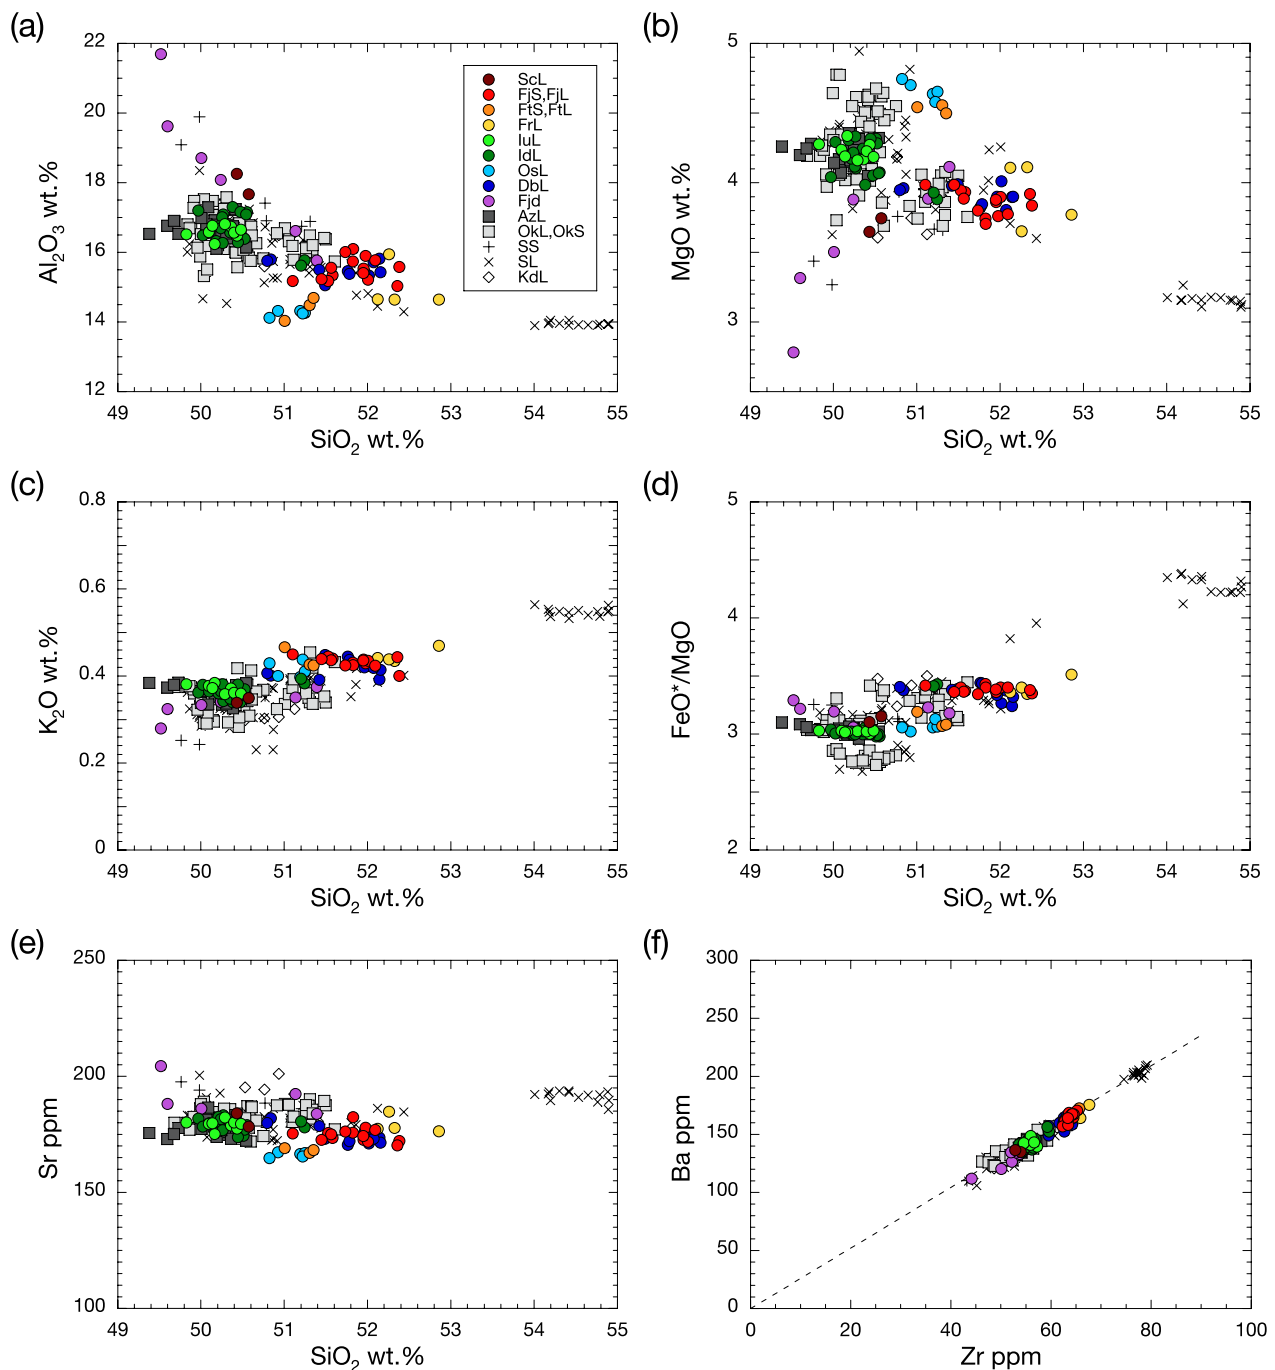 (a)
22
20
18
16
14
12
Al2O3 wt.%
49 50 51 52 53 54 55
SiO2 wt.%
ScL
FjS,FjL
FtS,FtL
FrL
IuL
IdL
OsL
DbL
Fjd
AzL
OkL,OkS
SS
SL
KdL
(b)
5
4
3
MgO wt.%
49 50 51 52 53 54 55
SiO2 wt.%
(c)
0.8
0.6
0.4
0.2
0
K2O wt.%
49 50 51 52 53 54 55
SiO2 wt.%
(d)
5
4
3
2
FeO*/MgO
49 50 51 52 53 54 55
SiO2 wt.%
(e)
250
200
150
100
Sr ppm
49 50 51 52 53 54 55
SiO2 wt.%
(f)
300
250
200
150
100
50
0
Ba ppm
0 20 40 60 80 100
Zr ppm